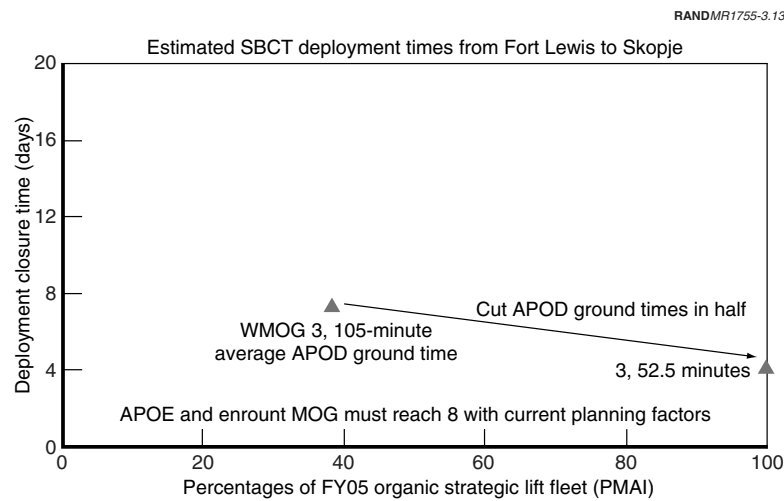 RANDMR1755-3.13
Estimated SBCT deployment times from Fort Lewis to Skopje
Deployment closure time (days)
20
16
12
8
4
0
Cut APOD ground times in half
WMOG 3, 105-minute
average APOD ground time
3, 52.5 minutes
APOE and enrount MOG must reach 8 with current planning factors
0 20 40 60 80 100
Percentages of FY05 organic strategic lift fleet (PMAI)